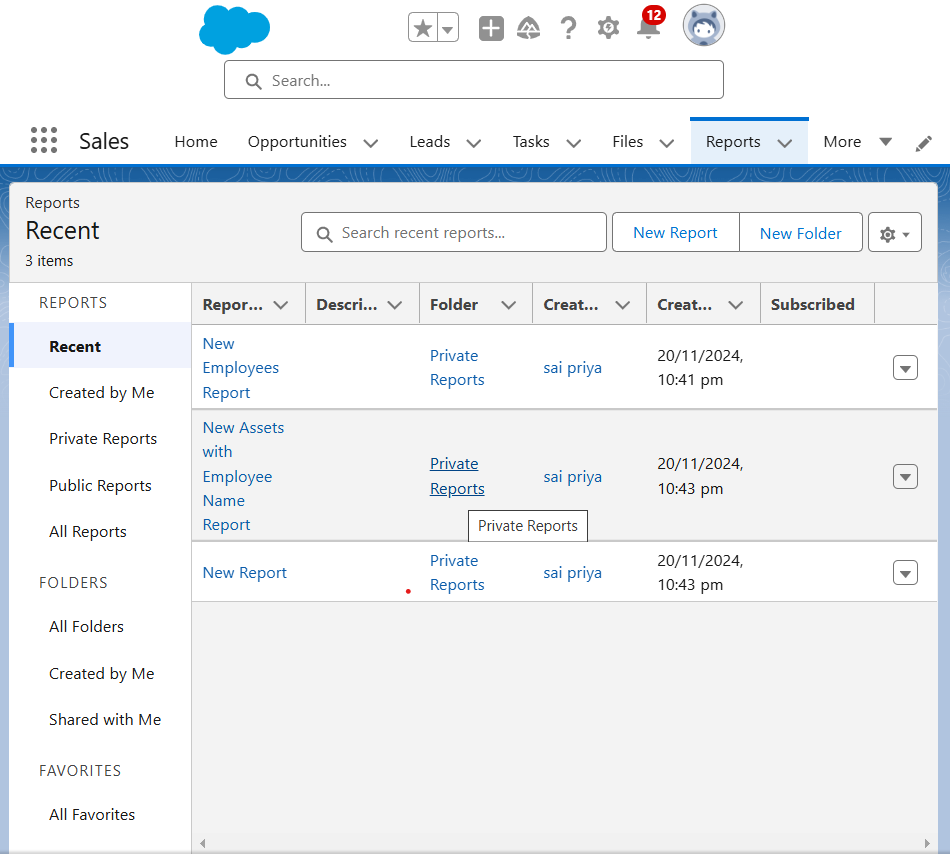 12
Search...
Sales Home Opportunities Leads Tasks Files Reports More
Reports
Recent
3 items
Search recent reports...
New Report
New Folder
REPORTS
Recent
Created by Me
Private Reports
Public Reports
All Reports
FOLDERS
All Folders
Created by Me
Shared with Me
FAVORITES
All Favorites
Repor... Descri... Folder Creat... Creat... Subscribed
New
Employees
Report
Private
Reports
sai priya
20/11/2024,
10:41 pm
New Assets
with
Employee
Name
Report
Private
Reports
sai priya
20/11/2024,
10:43 pm
Private Reports
New Report
Private
Reports
sai priya
20/11/2024,
10:43 pm